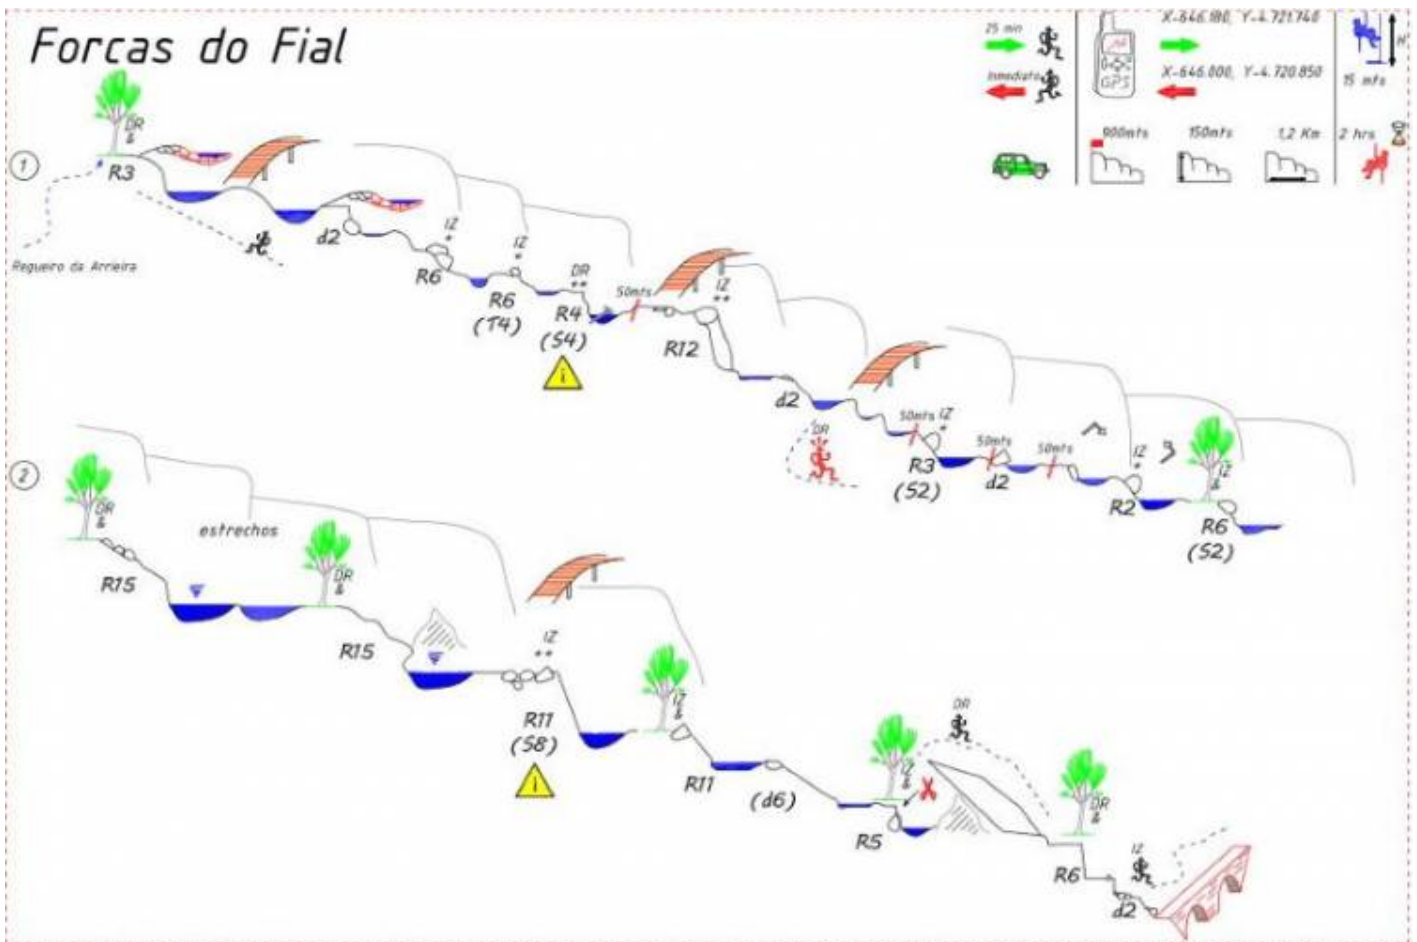 Forcas do Fial
25 min
Inmediato
GPS
X-646.180, Y-4.721.740
X-646.000, Y-4.720.850
H
15 mts
900mts
150mts
1,2 Km
2 hrs
1
DR
&
R3
Regueiro da Arrieira
d2
IZ
*
R6
IZ
*
R6
(T4)
DR
**
R4
(S4)
i
50mts
IZ
**
R12
d2
DR
50mts
IZ
*
R3
(S2)
50mts
d2
50mts
IZ
*
R2
IZ
&
R6
(S2)
2
DR
&
R15
estrechos
DR
&
R15
IZ
**
R11
(S8)
i
IZ
&
R11
(d6)
IZ
&
R5
DR
DR
&
R6
IZ
d2